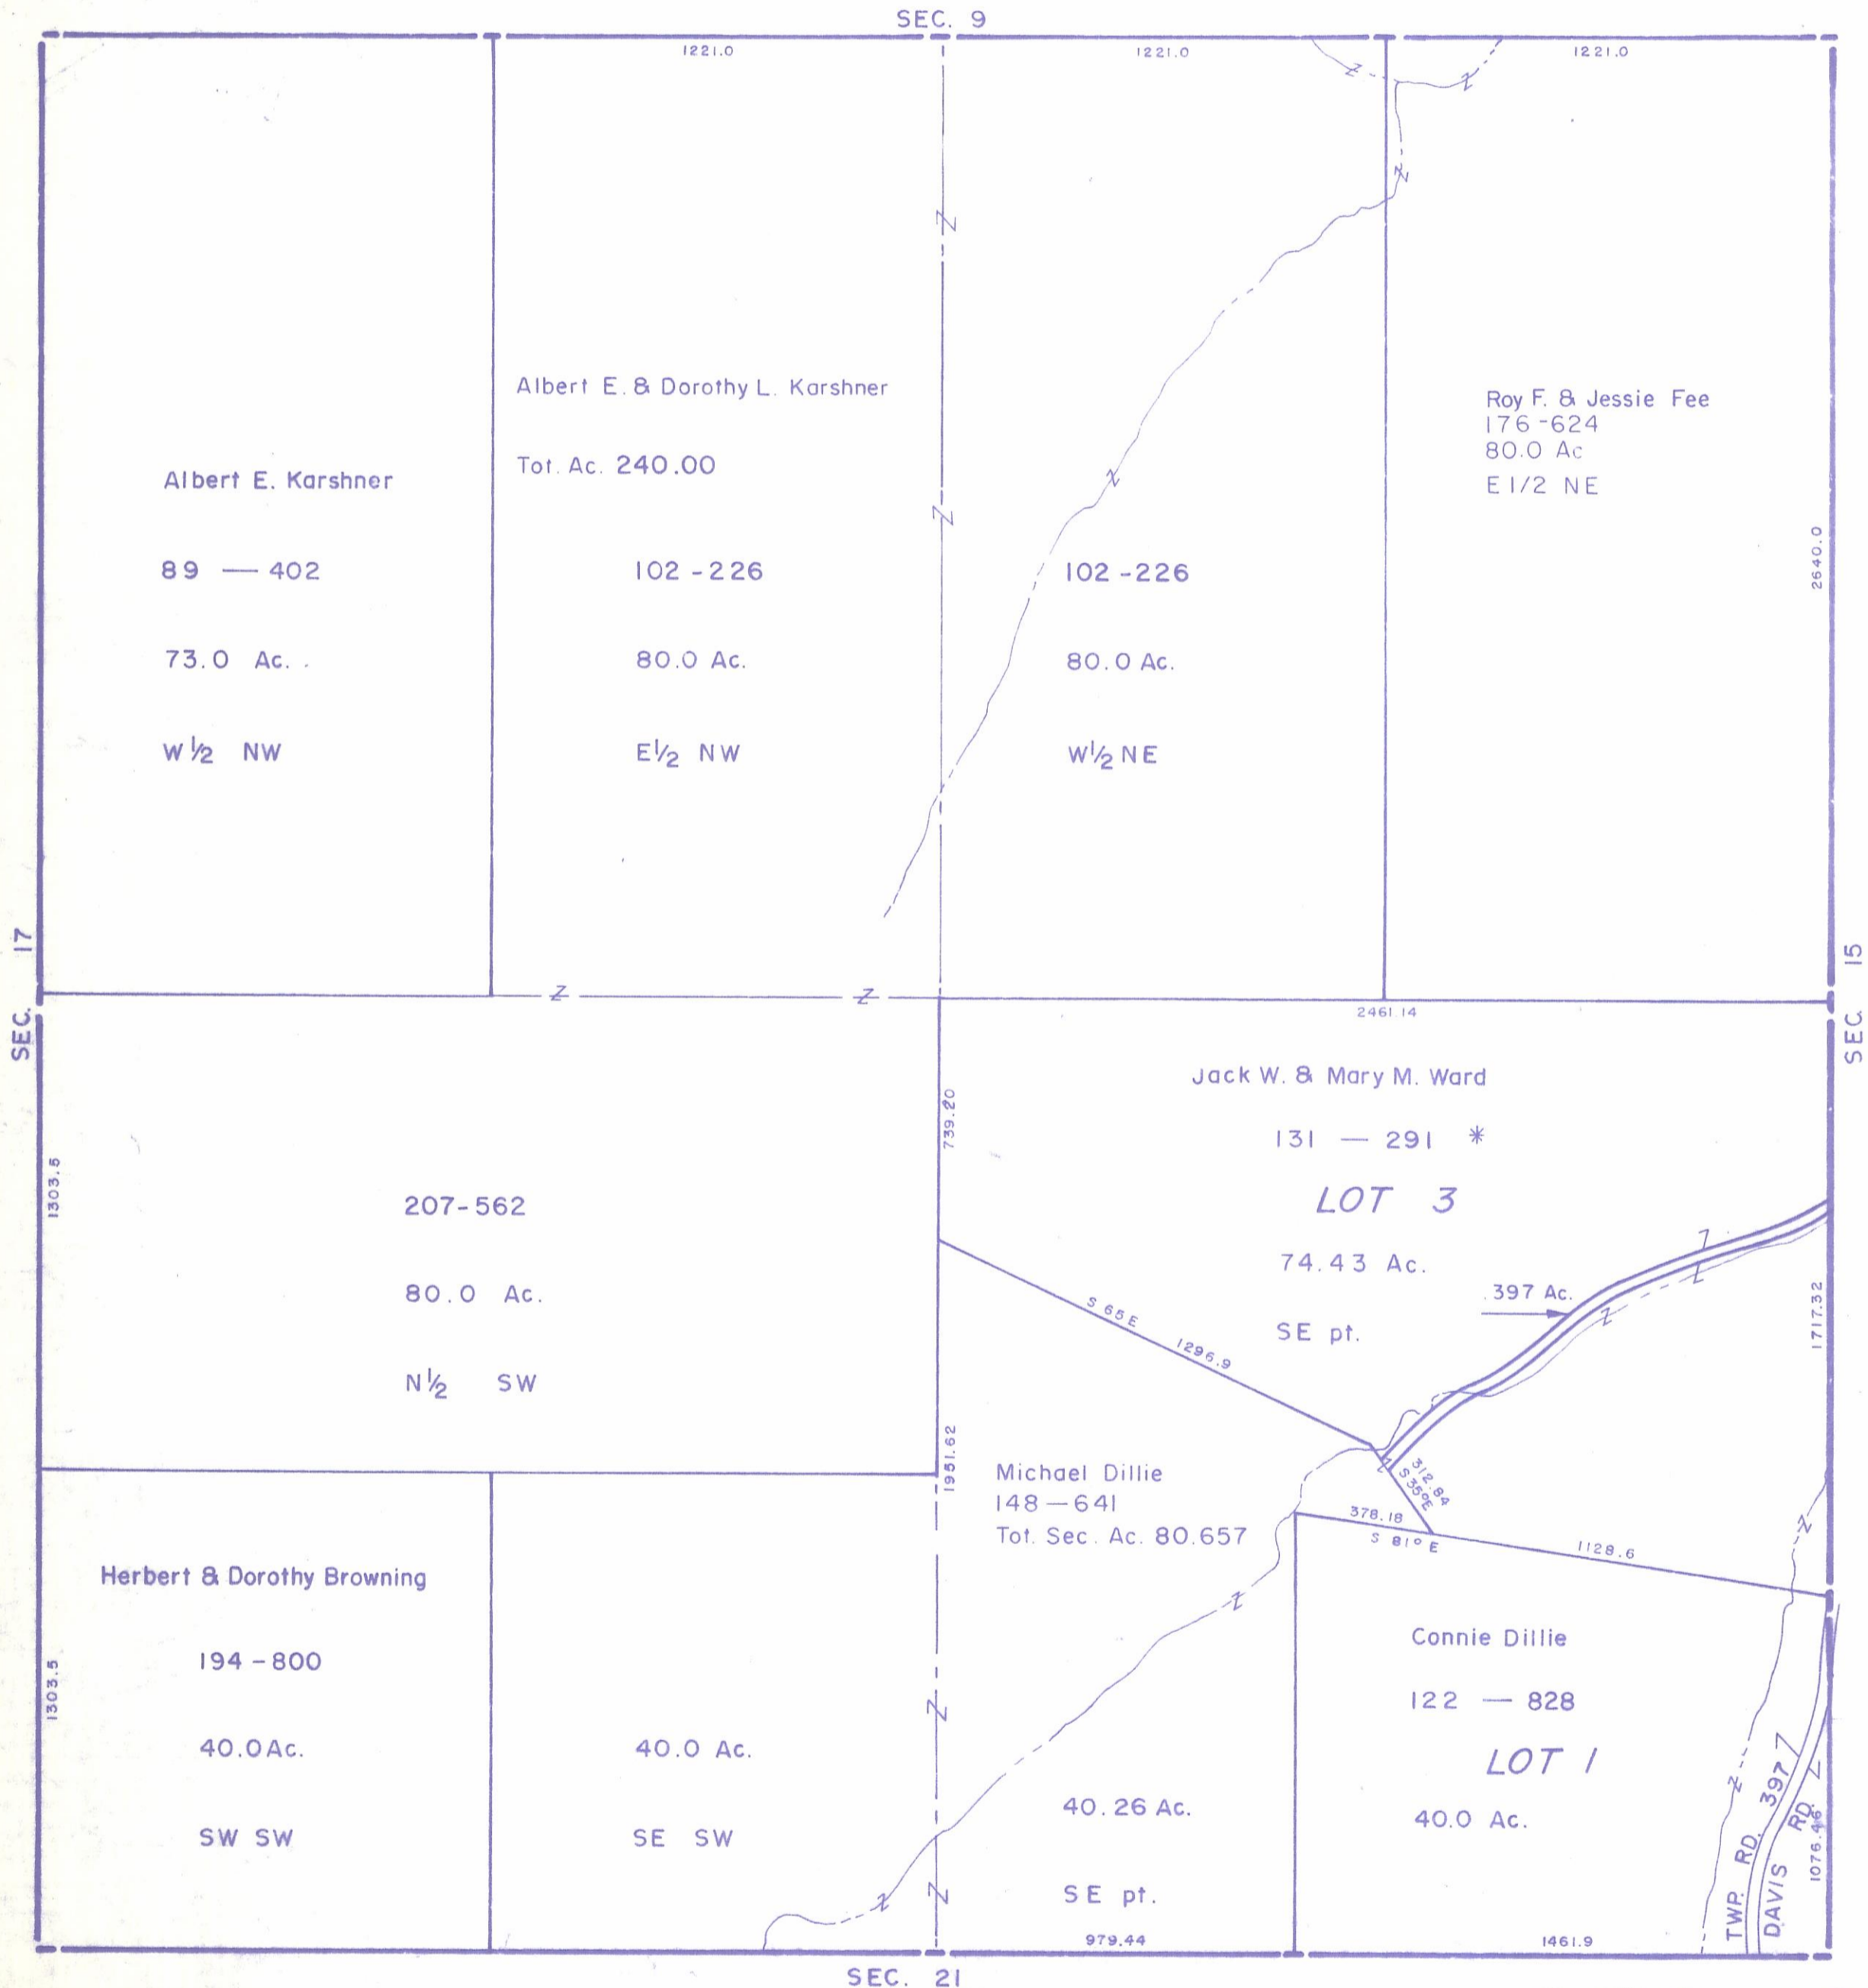 SEC. 9
1221.0
1221.0
1221.0
Albert E. Karshner
89 — 402
73.0 Ac.
W 1/2 NW
Albert E. & Dorothy L. Karshner
Tot. Ac. 240.00
102-226
80.0 Ac.
E 1/2 NW
102-226
80.0 Ac.
W 1/2 NE
Roy F. & Jessie Fee
176-624
80.0 Ac
E 1/2 NE
2640.0
SEC. 17
SEC. 15
2461.14
1303.5
207-562
80.0 Ac.
N 1/2 SW
739.20
Jack W. & Mary M. Ward
131 — 291 *
LOT 3
74.43 Ac.
SE pt.
.397 Ac.
1717.32
S 65 E
1296.9
1951.62
Michael Dillie
148—641
Tot. Sec. Ac. 80.657
312.84
S 35° E
378.18
S 81° E
1128.6
Herbert & Dorothy Browning
194-800
40.0 Ac.
SW SW
1303.5
40.0 Ac.
SE SW
40.26 Ac.
SE pt.
979.44
Connie Dillie
122 — 828
LOT 1
40.0 Ac.
TWP. RD. 397
DAVIS RD.
1076.46
1461.9
SEC. 21